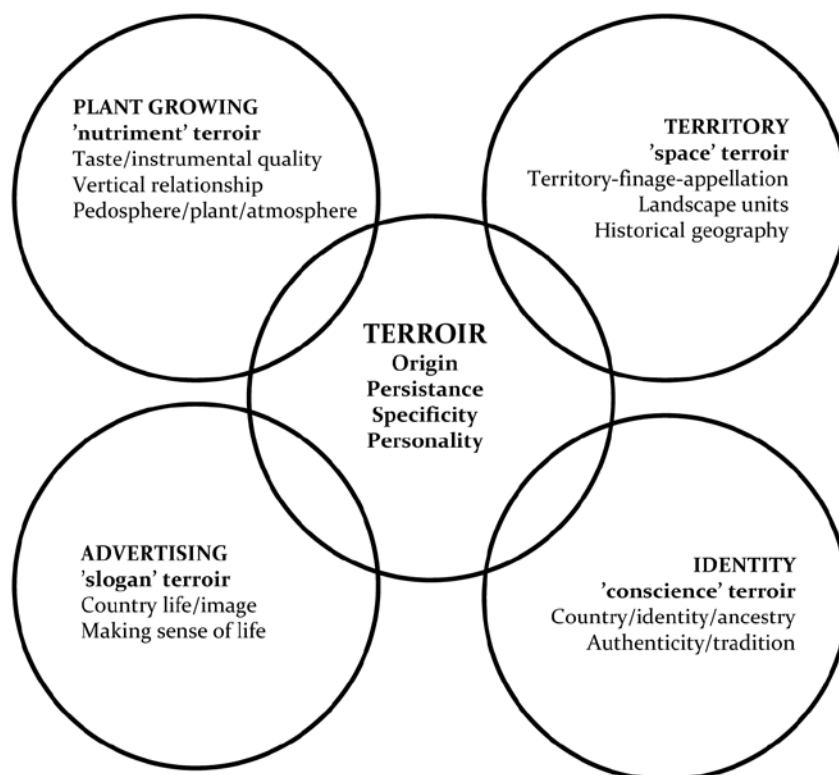 PLANT GROWING
’nutriment’ terroir
Taste/instrumental quality
Vertical relationship
Pedosphere/plant/atmosphere
TERRITORY
’space’ terroir
Territory-finage-appellation
Landscape units
Historical geography
TERROIR
Origin
Persistance
Specificity
Personality
ADVERTISING
’slogan’ terroir
Country life/image
Making sense of life
IDENTITY
’conscience’ terroir
Country/identity/ancestry
Authenticity/tradition